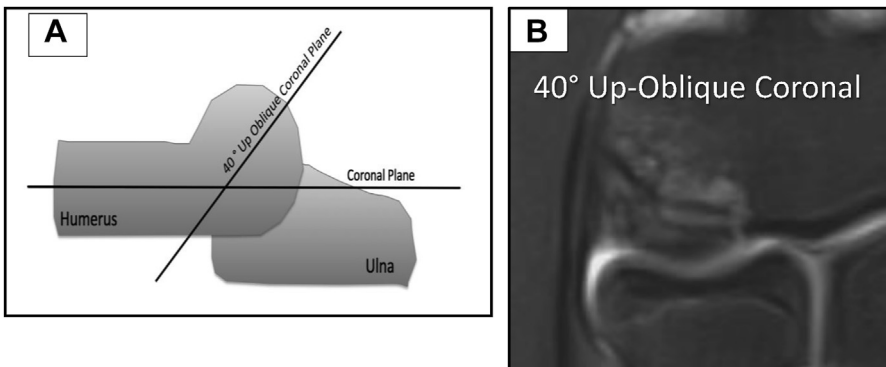 A
40° Up Oblique Coronal Plane
Coronal Plane
Humerus
Ulna
B
40° Up-Oblique Coronal